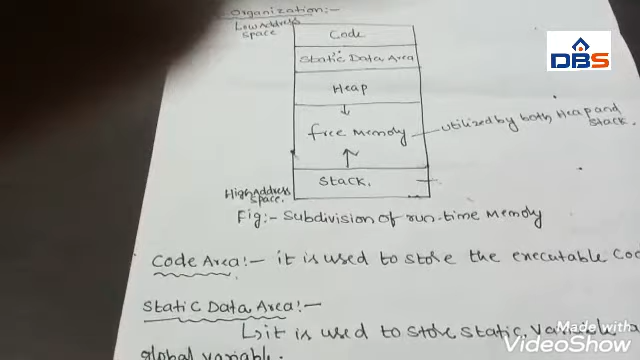 Organization:-
Low Address
Space
Code
Static Data Area
Heap
free Memory
utilized by both Heap and
Stack.
Stack.
High Address
Space.
Fig:- Subdivision of run-time Memory
Code Area:- it is used to store the executable
Static Data Area:-
it is used to store static variable
global variable.
DBS
Made with
VideoShow